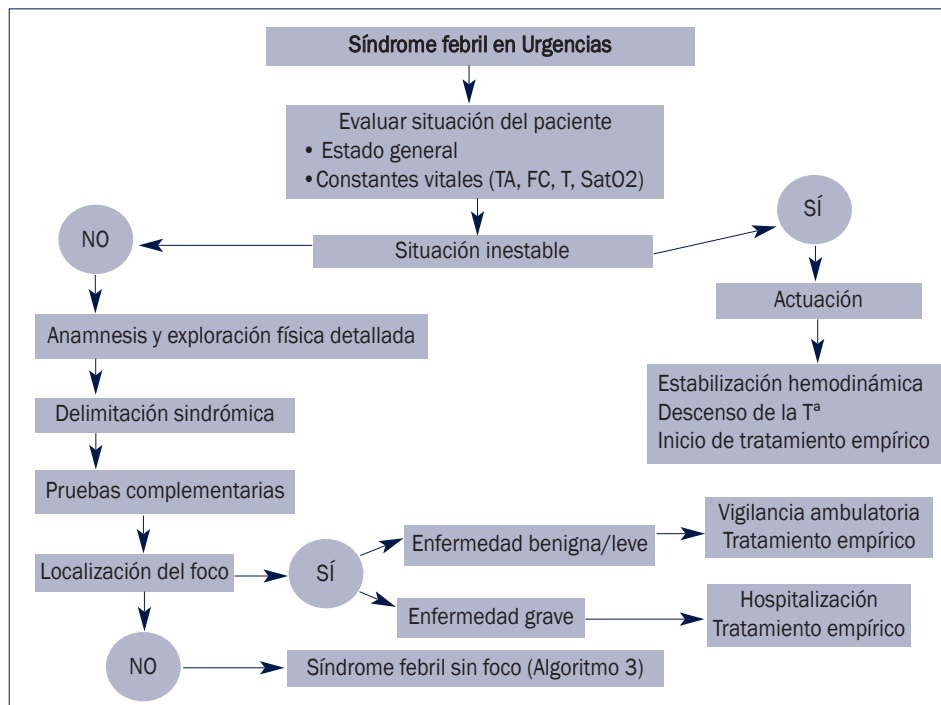 Síndrome febril en Urgencias
Evaluar situación del paciente
• Estado general
•Constantes vitales (TA, FC, T, SatO2)
Situación inestable
NO
SÍ
Anamnesis y exploración física detallada
Delimitación sindrómica
Pruebas complementarias
Localización del foco
Actuación
Estabilización hemodinámica
Descenso de la Tª
Inicio de tratamiento empírico
SÍ
Enfermedad benigna/leve
Vigilancia ambulatoria
Tratamiento empírico
Enfermedad grave
Hospitalización
Tratamiento empírico
NO
Síndrome febril sin foco (Algoritmo 3)